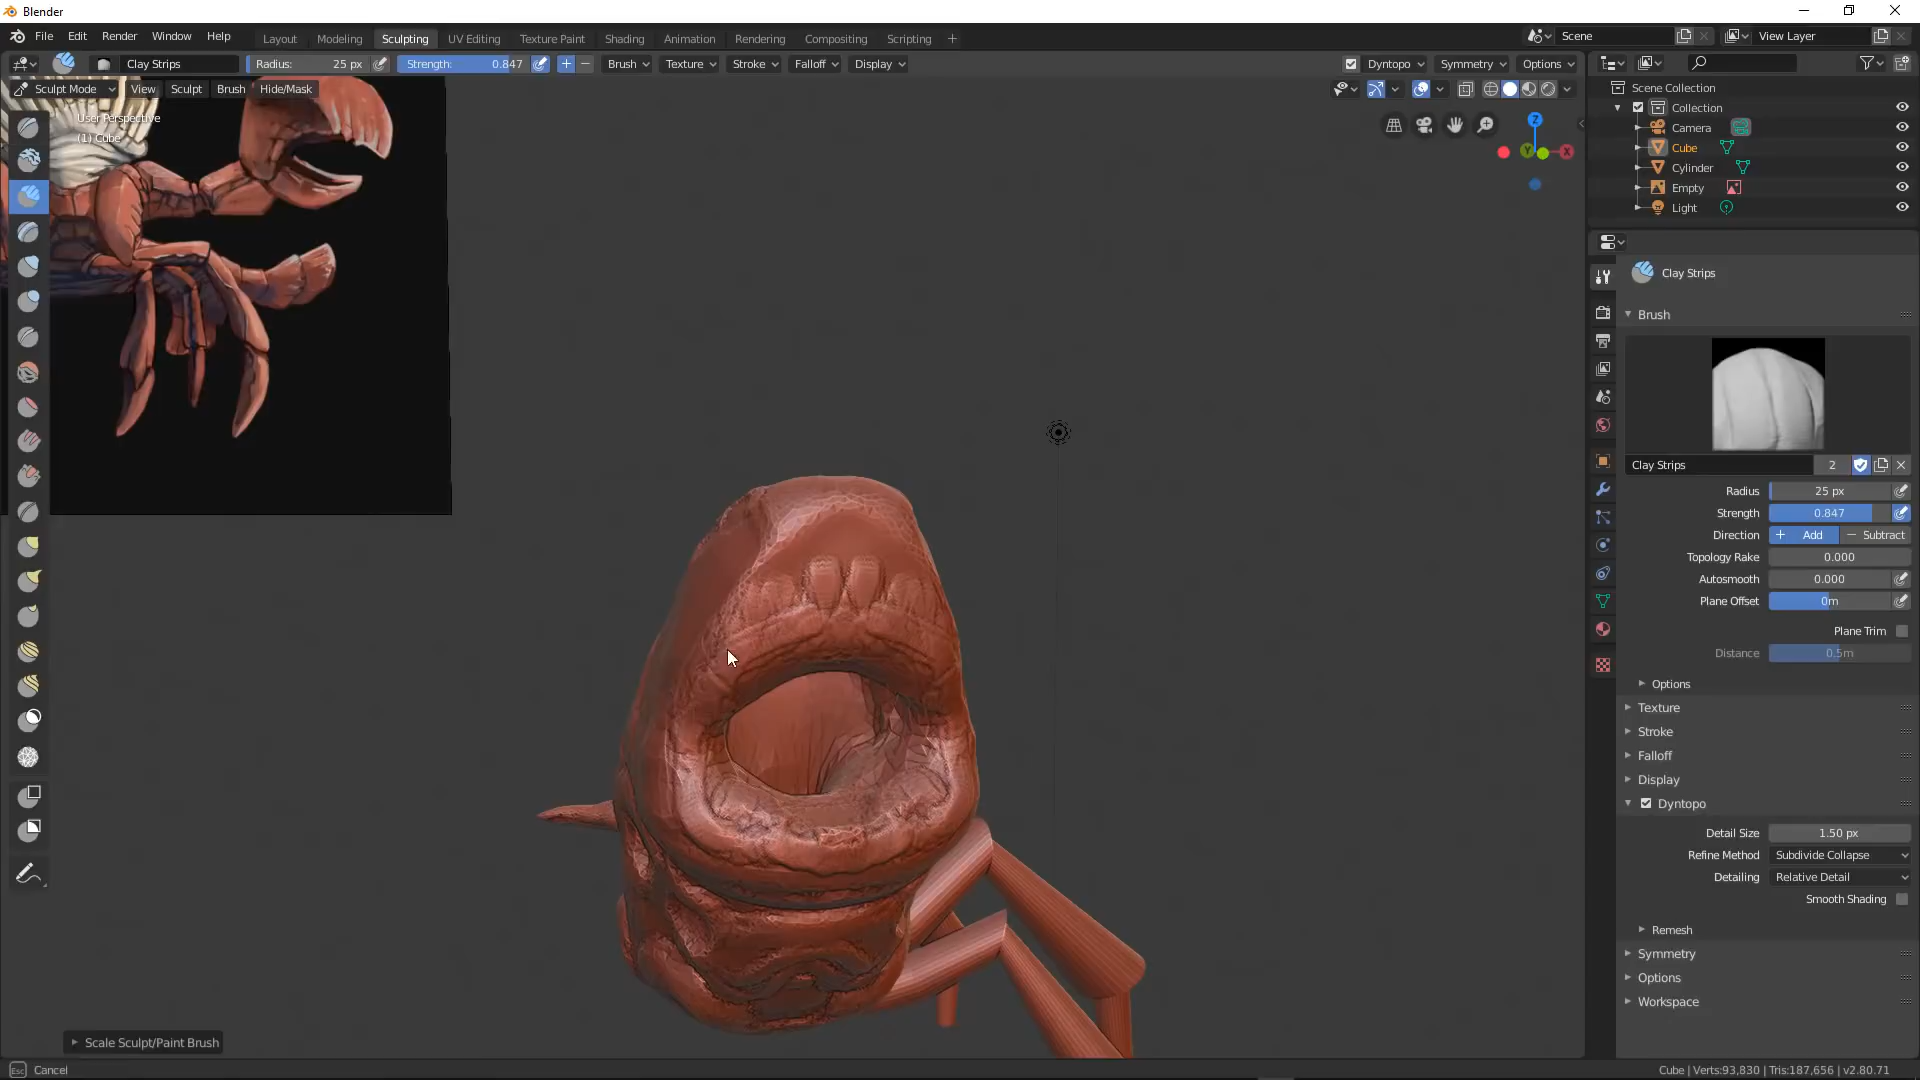 Blender
File Edit Render Window Help Layout Modeling Sculpting UV Editing Texture Paint Shading Animation Rendering Compositing Scripting + Scene View Layer
Clay Strips Radius: 25 px Strength: 0.847 + − Brush Texture Stroke Falloff Display Dyntopo Symmetry Options
Sculpt Mode View Sculpt Brush Hide/Mask
User Perspective
(1) Cube
Z
Y
X
Scene Collection
Collection
Camera
Cube
Cylinder
Empty
Light
Clay Strips
Brush
Clay Strips 2
Radius 25 px
Strength 0.847
Direction + Add − Subtract
Topology Rake 0.000
Autosmooth 0.000
Plane Offset 0m
Plane Trim
Distance 0.5m
Options
Texture
Stroke
Falloff
Display
Dyntopo
Detail Size 1.50 px
Refine Method Subdivide Collapse
Detailing Relative Detail
Smooth Shading
Remesh
Symmetry
Options
Workspace
Scale Sculpt/Paint Brush
Esc Cancel
Cube | Verts:93,830 | Tris:187,656 | v2.80.71